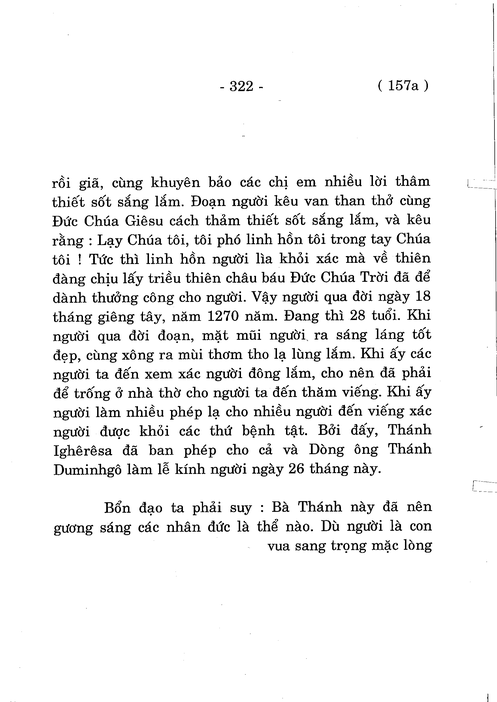 - 322 -
( 157a )
rồi giã, cùng khuyên bảo các chị em nhiều lời thâm
thiết sốt sắng lắm. Đoạn người kêu van than thở cùng
Đức Chúa Giêsu cách thảm thiết sốt sắng lắm, và kêu
rằng : Lạy Chúa tôi, tôi phó linh hồn tôi trong tay Chúa
tôi ! Tức thì linh hồn người lìa khỏi xác mà về thiên
đàng chịu lấy triều thiên châu báu Đức Chúa Trời đã để
dành thưởng công cho người. Vậy người qua đời ngày 18
tháng giêng tây, năm 1270 năm. Đang thì 28 tuổi. Khi
người qua đời đoạn, mặt mũi người ra sáng láng tốt
đẹp, cùng xông ra mùi thơm tho lạ lùng lắm. Khi ấy các
người ta đến xem xác người đông lắm, cho nên đã phải
để trống ở nhà thờ cho người ta đến thăm viếng. Khi ấy
người làm nhiều phép lạ cho nhiều người đến viếng xác
người được khỏi các thứ bệnh tật. Bởi đấy, Thánh
Ighêrêsa đã ban phép cho cả và Dòng ông Thánh
Duminhgô làm lễ kính người ngày 26 tháng này.
Bổn đạo ta phải suy : Bà Thánh này đã nên
gương sáng các nhân đức là thể nào. Dù người là con
vua sang trọng mặc lòng